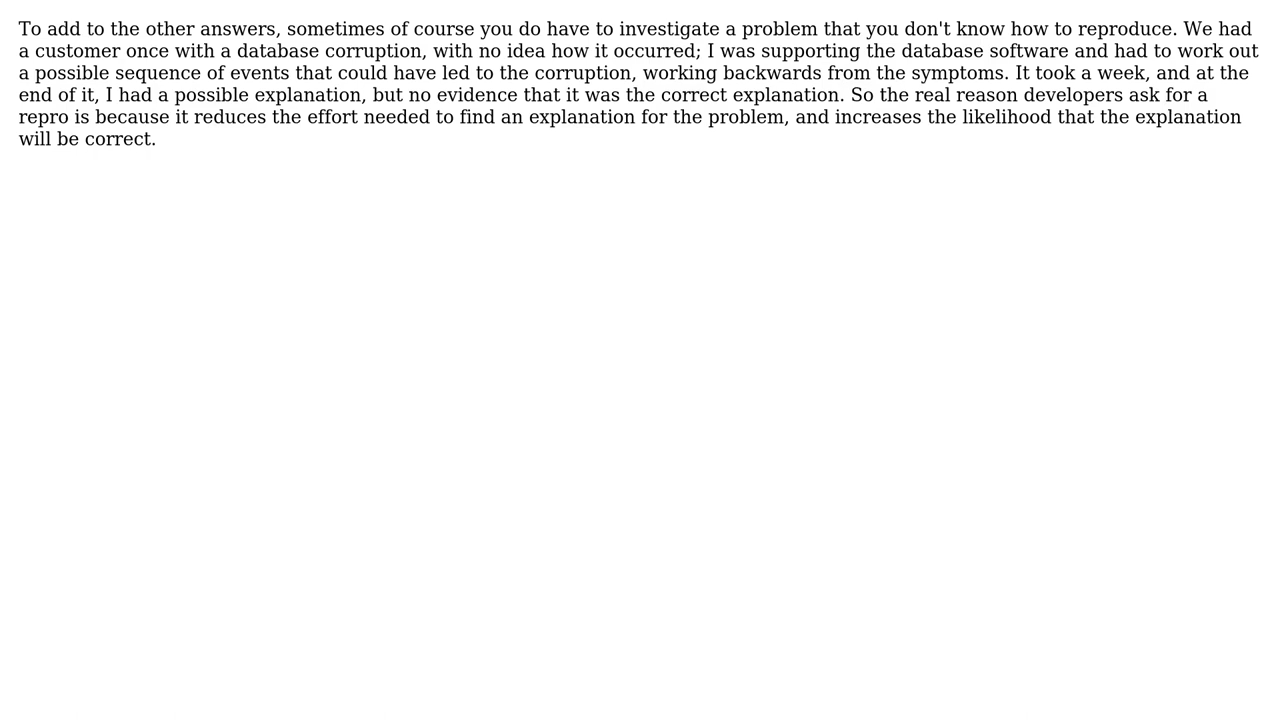 To add to the other answers, sometimes of course you do have to investigate a problem that you don't know how to reproduce. We had
a customer once with a database corruption, with no idea how it occurred; I was supporting the database software and had to work out
a possible sequence of events that could have led to the corruption, working backwards from the symptoms. It took a week, and at the
end of it, I had a possible explanation, but no evidence that it was the correct explanation. So the real reason developers ask for a
repro is because it reduces the effort needed to find an explanation for the problem, and increases the likelihood that the explanation
will be correct.